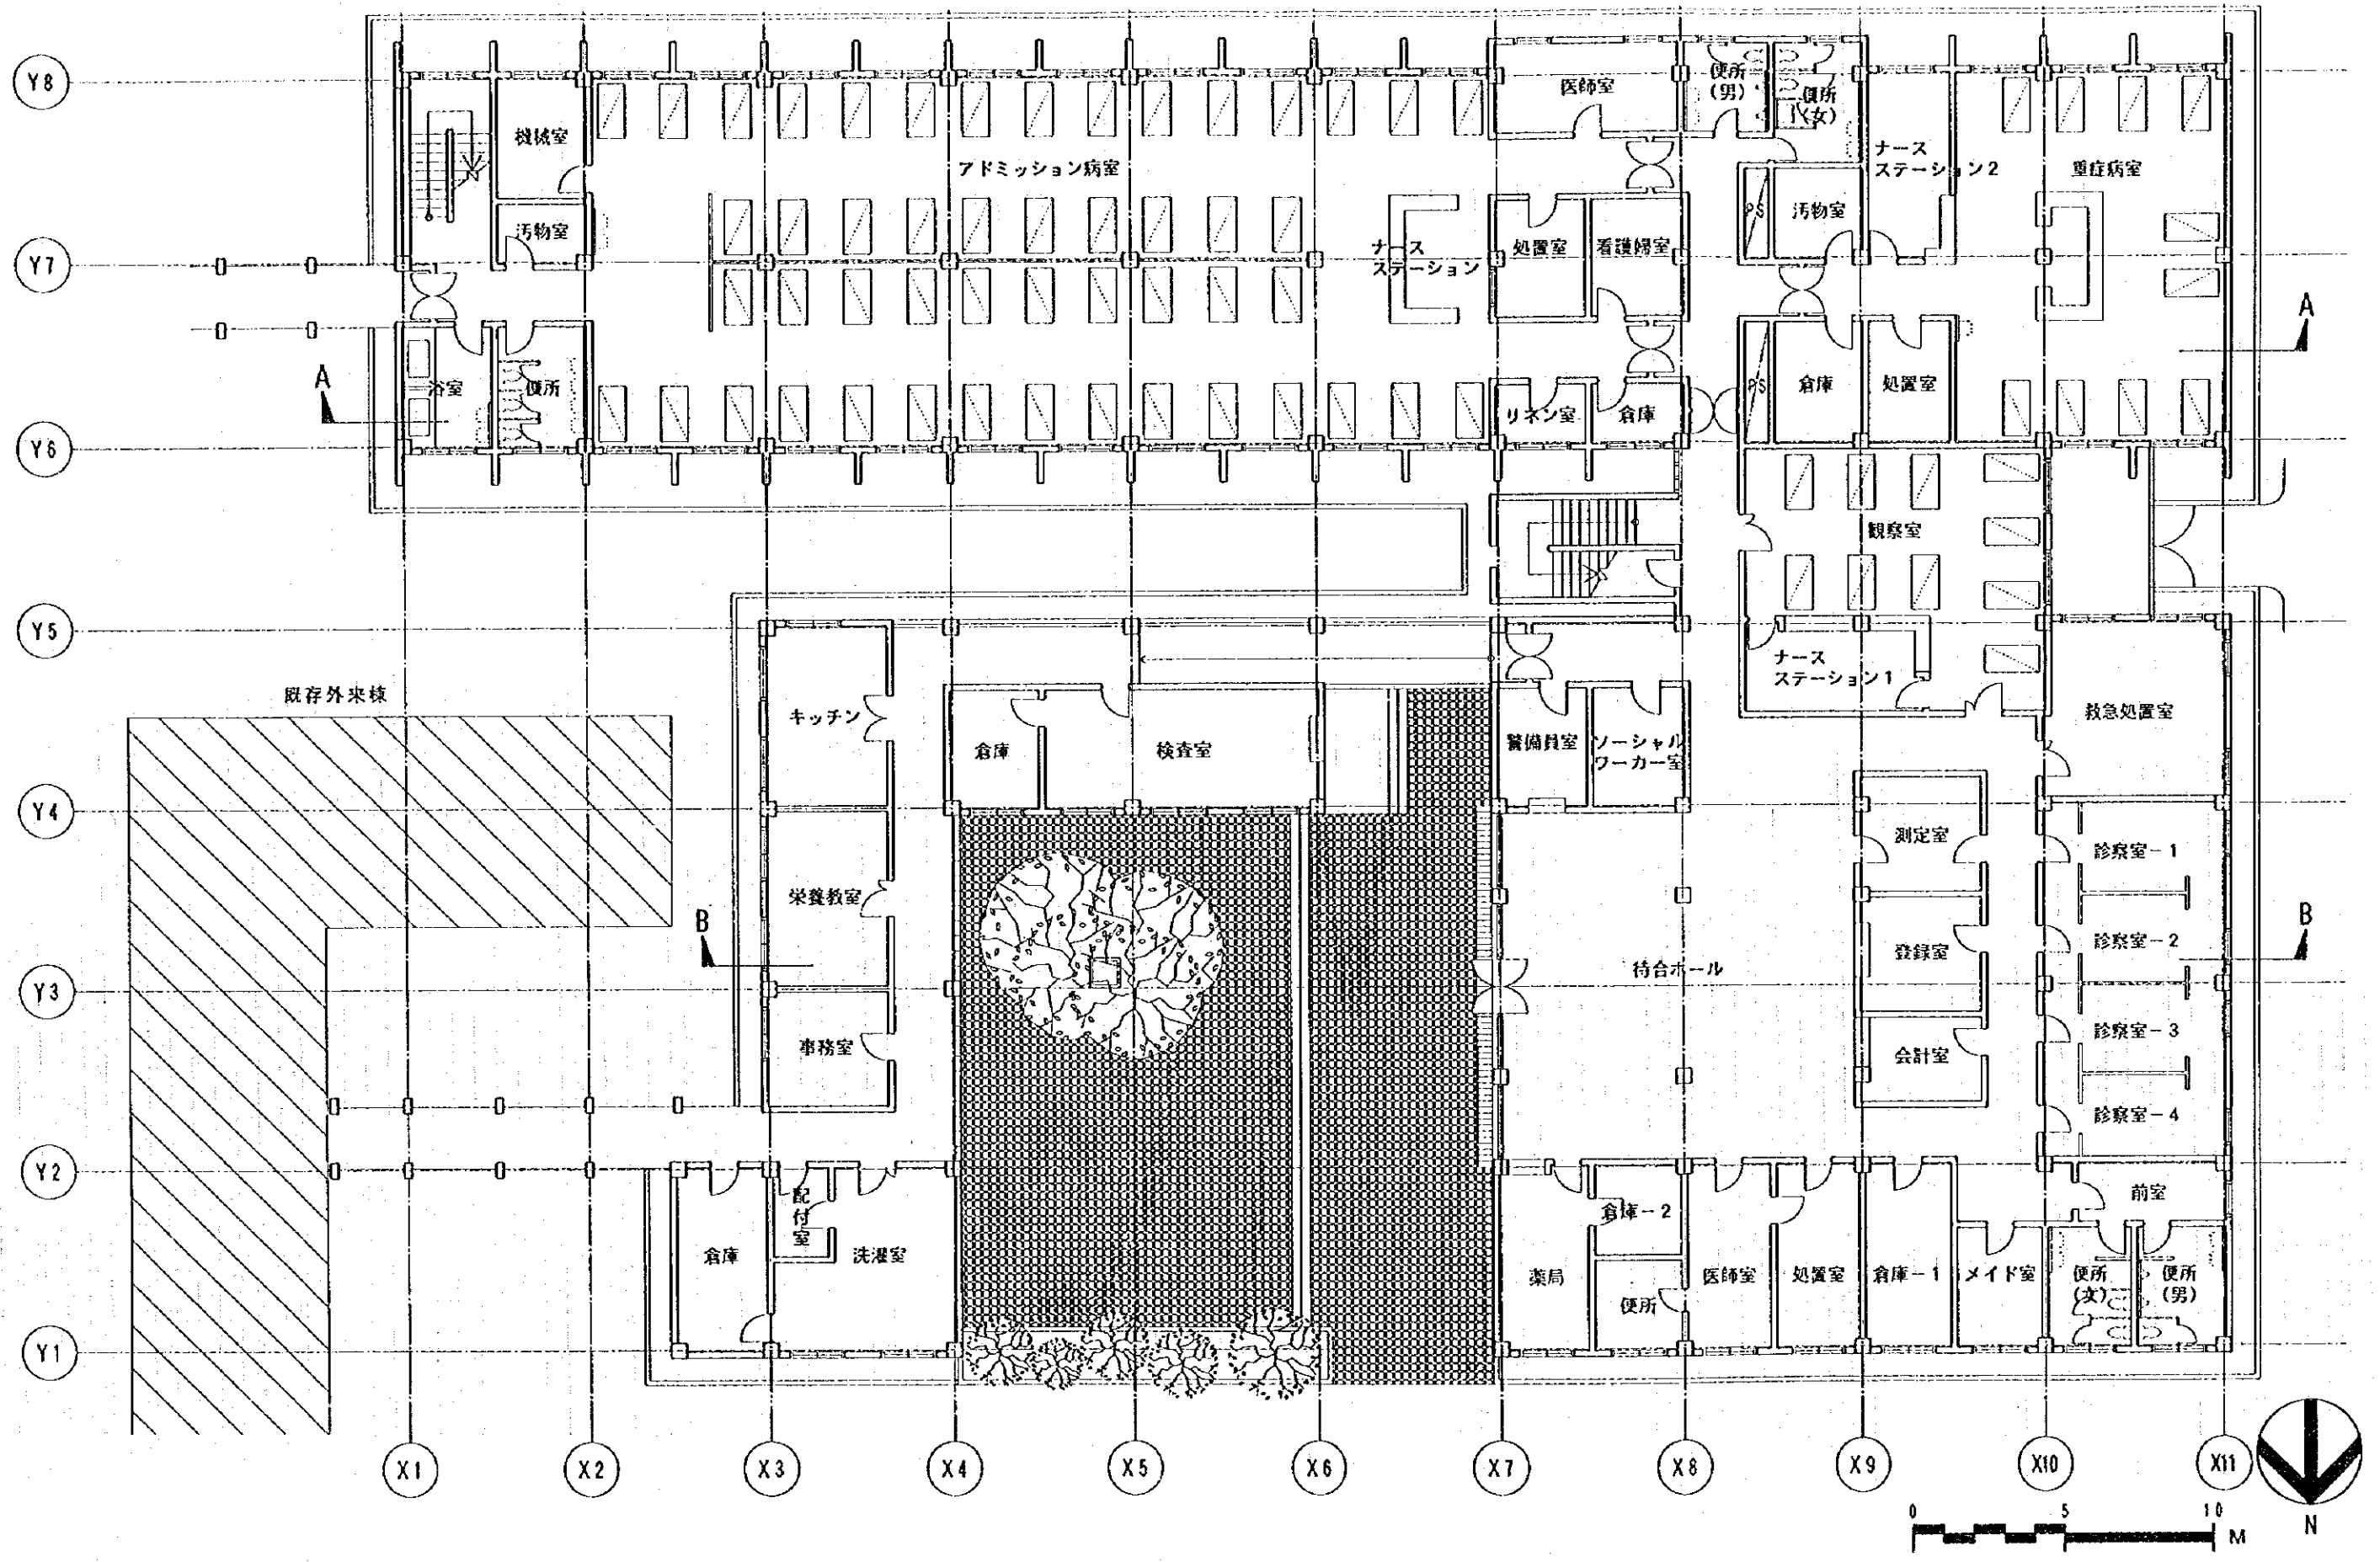 Y8
医師室
便所
(男)
便所
(女)
機械室
アドミッション病室
ナース
ステーション2
重症病室
Y7
汚物室
ナース
ステーション
処置室
看護婦室
PS
汚物室
A
A
浴室
便所
リネン室
倉庫
PS
倉庫
処置室
Y6
観察室
Y5
既存外来棟
キッチン
倉庫
検査室
警備員室
ソーシャル
ワーカー室
ナース
ステーション1
救急処置室
Y4
測定室
診察室-1
栄養教室
B
B
登録室
診察室-2
Y3
待合ホール
事務室
会計室
診察室-3
診察室-4
Y2
配
付
室
倉庫
洗濯室
倉庫-2
前室
薬局
便所
医師室
処置室
倉庫-1
メイド室
便所
(女)
便所
(男)
Y1
X1
X2
X3
X4
X5
X6
X7
X8
X9
X10
X11
N
0 5 10 M